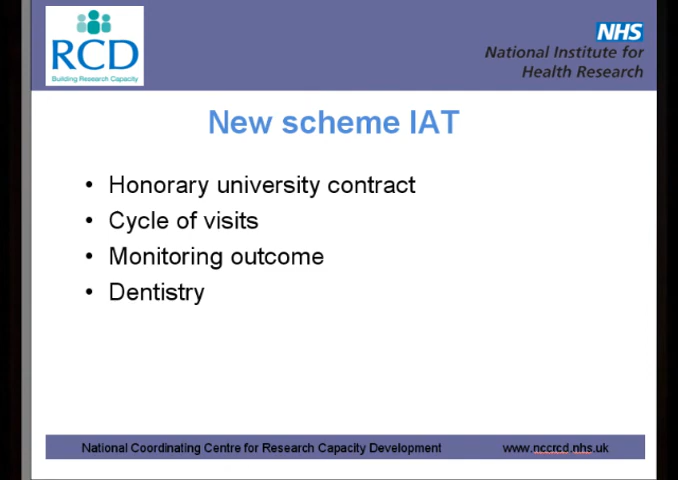 RCD
Building Research Capacity
NHS
National Institute for
Health Research
New scheme IAT
• Honorary university contract
• Cycle of visits
• Monitoring outcome
• Dentistry
National Coordinating Centre for Research Capacity Development
www.nccrcd.nhs.uk